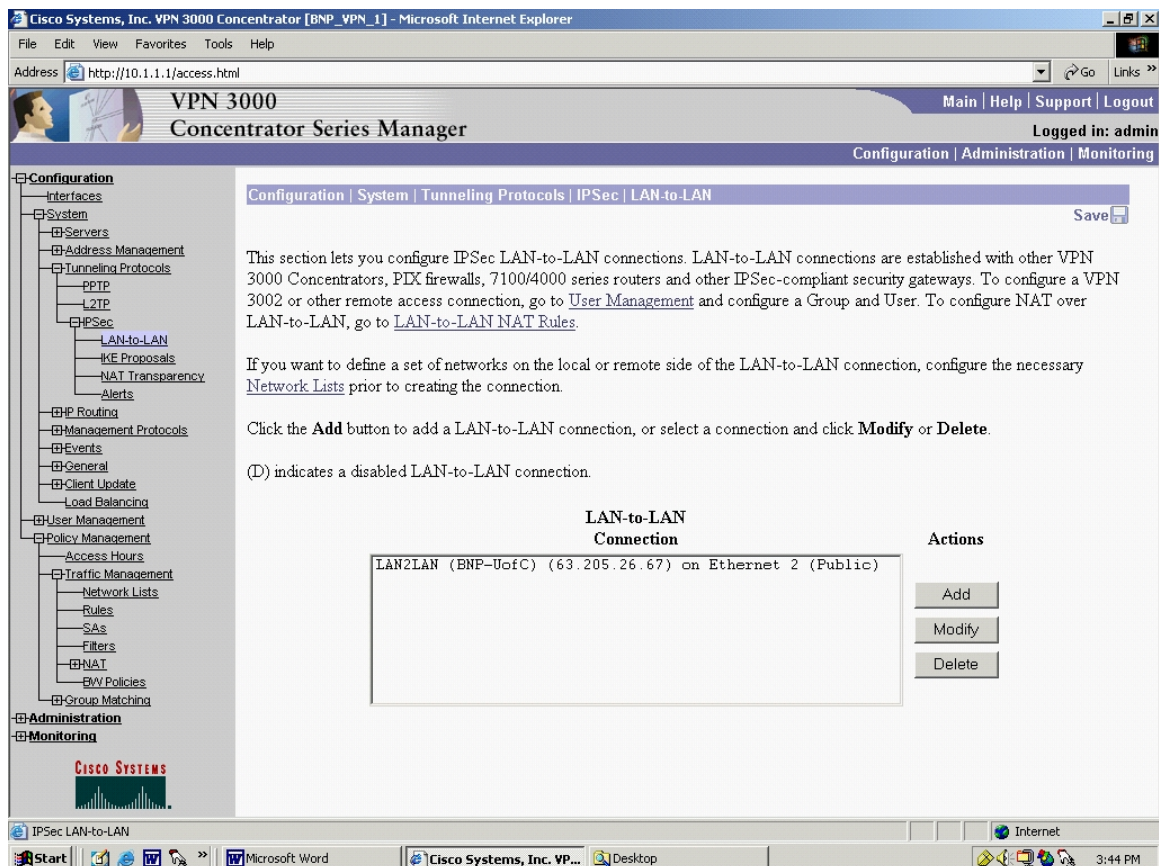 Cisco Systems, Inc. VPN 3000 Concentrator [BNP_VPN_1] - Microsoft Internet Explorer
File Edit View Favorites Tools Help
Address http://10.1.1.1/access.html Go Links »
VPN 3000
Concentrator Series Manager
Main | Help | Support | Logout
Logged in: admin
Configuration | Administration | Monitoring
Configuration
Interfaces
System
Servers
Address Management
Tunneling Protocols
PPTP
L2TP
IPSec
LAN-to-LAN
IKE Proposals
NAT Transparency
Alerts
IP Routing
Management Protocols
Events
General
Client Update
Load Balancing
User Management
Policy Management
Access Hours
Traffic Management
Network Lists
Rules
SAs
Filters
NAT
BW Policies
Group Matching
Administration
Monitoring
CISCO SYSTEMS
Configuration | System | Tunneling Protocols | IPSec | LAN-to-LAN
Save
This section lets you configure IPSec LAN-to-LAN connections. LAN-to-LAN connections are established with other VPN
3000 Concentrators, PIX firewalls, 7100/4000 series routers and other IPSec-compliant security gateways. To configure a VPN
3002 or other remote access connection, go to User Management and configure a Group and User. To configure NAT over
LAN-to-LAN, go to LAN-to-LAN NAT Rules.
If you want to define a set of networks on the local or remote side of the LAN-to-LAN connection, configure the necessary
Network Lists prior to creating the connection.
Click the Add button to add a LAN-to-LAN connection, or select a connection and click Modify or Delete.
(D) indicates a disabled LAN-to-LAN connection.
LAN-to-LAN
Connection
Actions
LAN2LAN (BNP-UofC) (63.205.26.67) on Ethernet 2 (Public)
Add
Modify
Delete
IPSec LAN-to-LAN Internet
Start » Microsoft Word Cisco Systems, Inc. VP... Desktop 3:44 PM